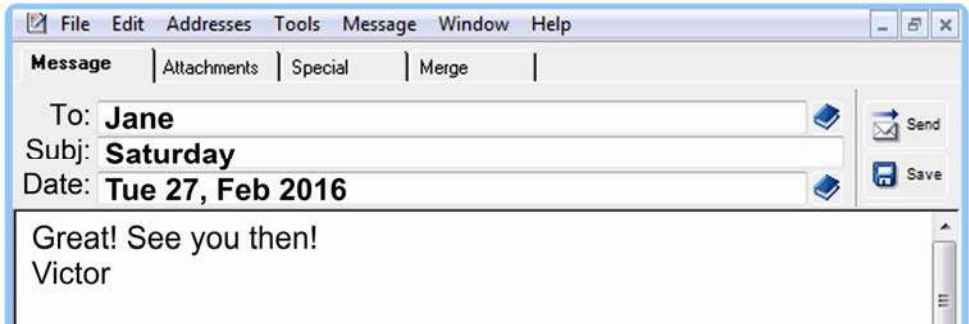 File Edit Addresses Tools Message Window Help
Message Attachments Special Merge
To: Jane
Send
Subj: Saturday
Date: Tue 27, Feb 2016
Save
Great! See you then!
Victor